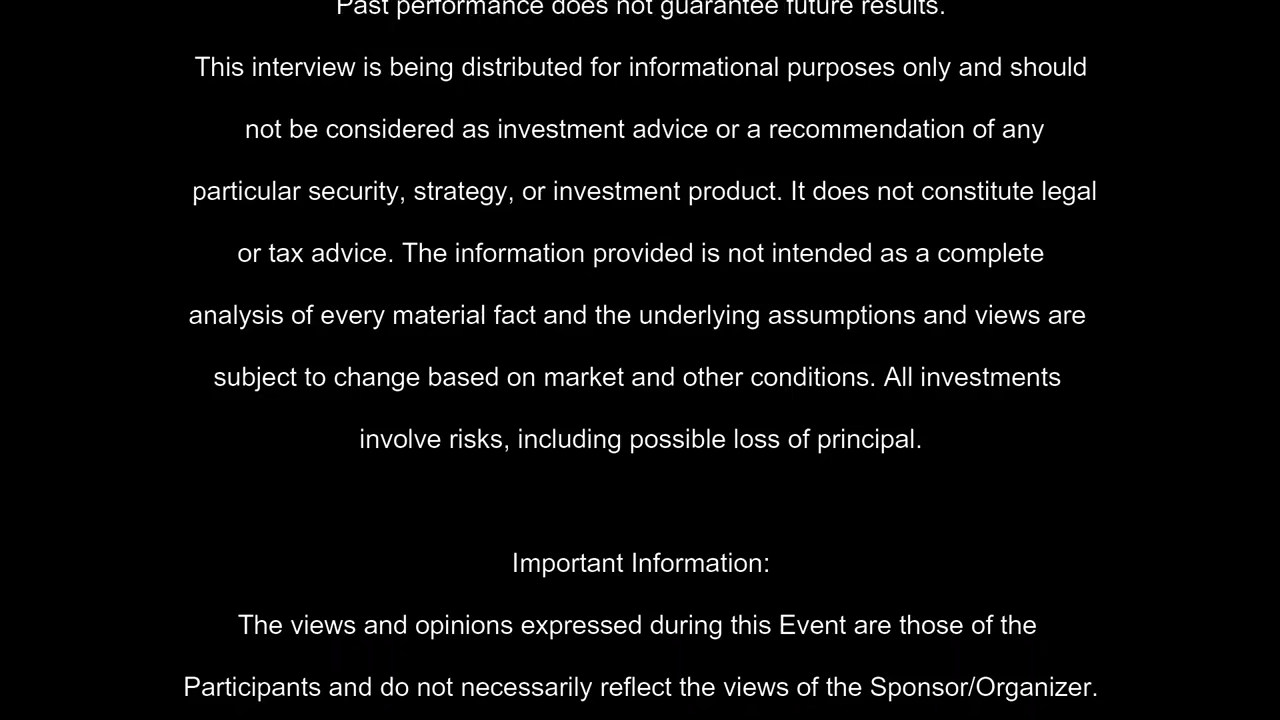 Past performance does not guarantee future results.
This interview is being distributed for informational purposes only and should
not be considered as investment advice or a recommendation of any
particular security, strategy, or investment product. It does not constitute legal
or tax advice. The information provided is not intended as a complete
analysis of every material fact and the underlying assumptions and views are
subject to change based on market and other conditions. All investments
involve risks, including possible loss of principal.
Important Information:
The views and opinions expressed during this Event are those of the
Participants and do not necessarily reflect the views of the Sponsor/Organizer.